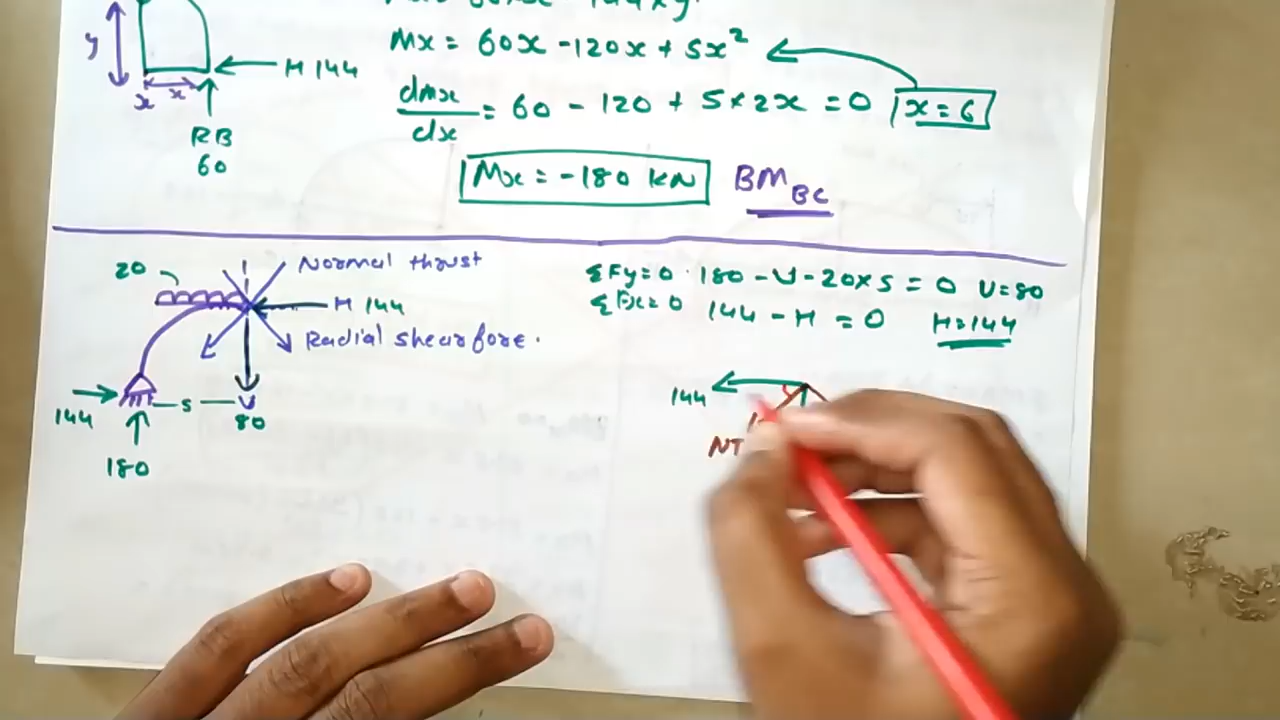 y
x
x
H 144
RB
60
Mx = 60x - 120x + 5x²
dmx/dx = 60 - 120 + 5×2x = 0 x = 6
Mx = -180 KN BM BC
20
Normal thrust
H 144
Radial shear fore.
144
5
V
80
180
ΣFy=0 180 - V - 20×5 = 0 V=80
ΣFx=0 144 - H = 0 H=144
144
NT